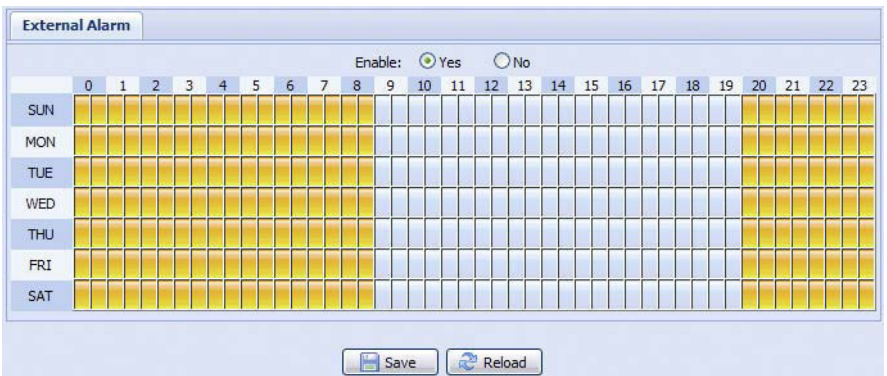 External Alarm
Enable: Yes No
0 1 2 3 4 5 6 7 8 9 10 11 12 13 14 15 16 17 18 19 20 21 22 23
SUN
MON
TUE
WED
THU
FRI
SAT
Save Reload